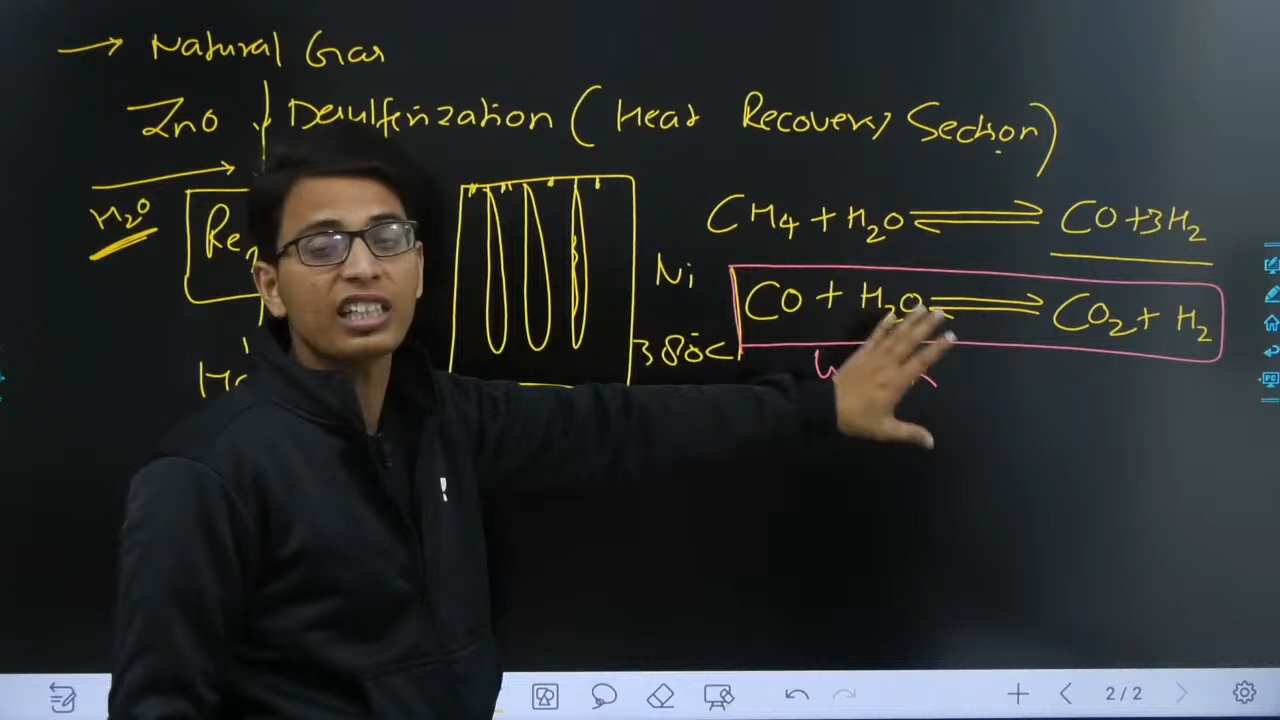 → Natural Gas
ZnO ↓ Desulferization (Heat Recovery Section)
H₂O
CH₄ + H₂O ⇌ CO + 3H₂
Ni
CO + H₂O ⇌ CO₂ + H₂
380°C
2/2